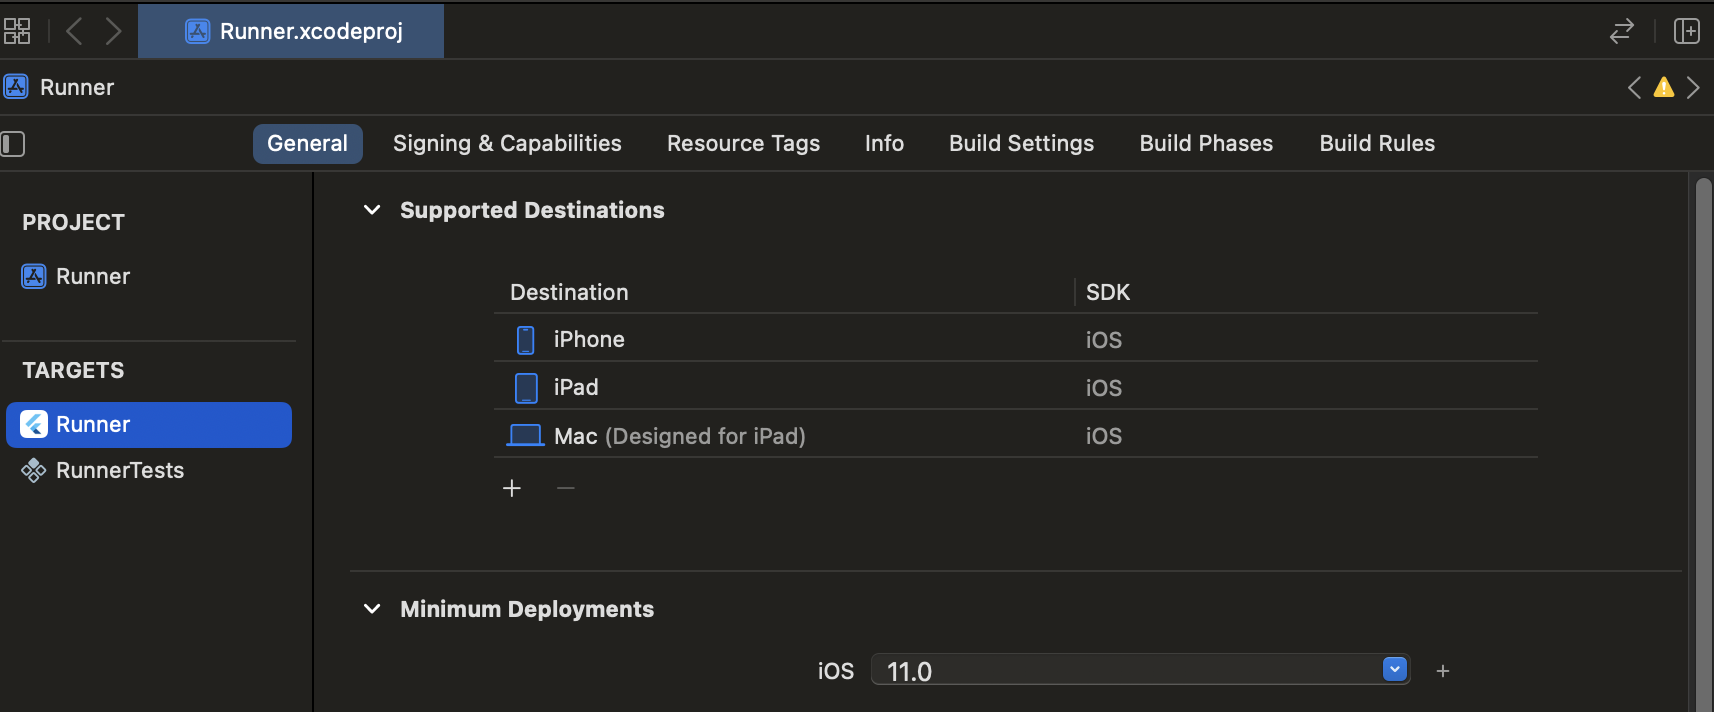 Runner.xcodeproj
Runner
General Signing & Capabilities Resource Tags Info Build Settings Build Phases Build Rules
PROJECT
Runner
TARGETS
Runner
RunnerTests
Supported Destinations
Destination SDK
iPhone iOS
iPad iOS
Mac (Designed for iPad) iOS
Minimum Deployments
iOS 11.0